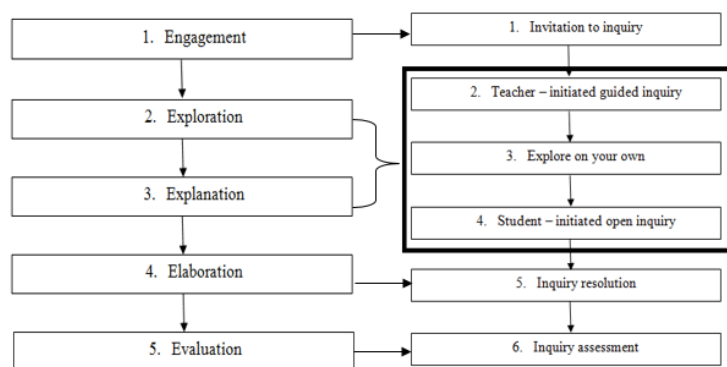 1. Engagement
2. Exploration
3. Explanation
4. Elaboration
5. Evaluation
1. Invitation to inquiry
2. Teacher – initiated guided inquiry
3. Explore on your own
4. Student – initiated open inquiry
5. Inquiry resolution
6. Inquiry assessment